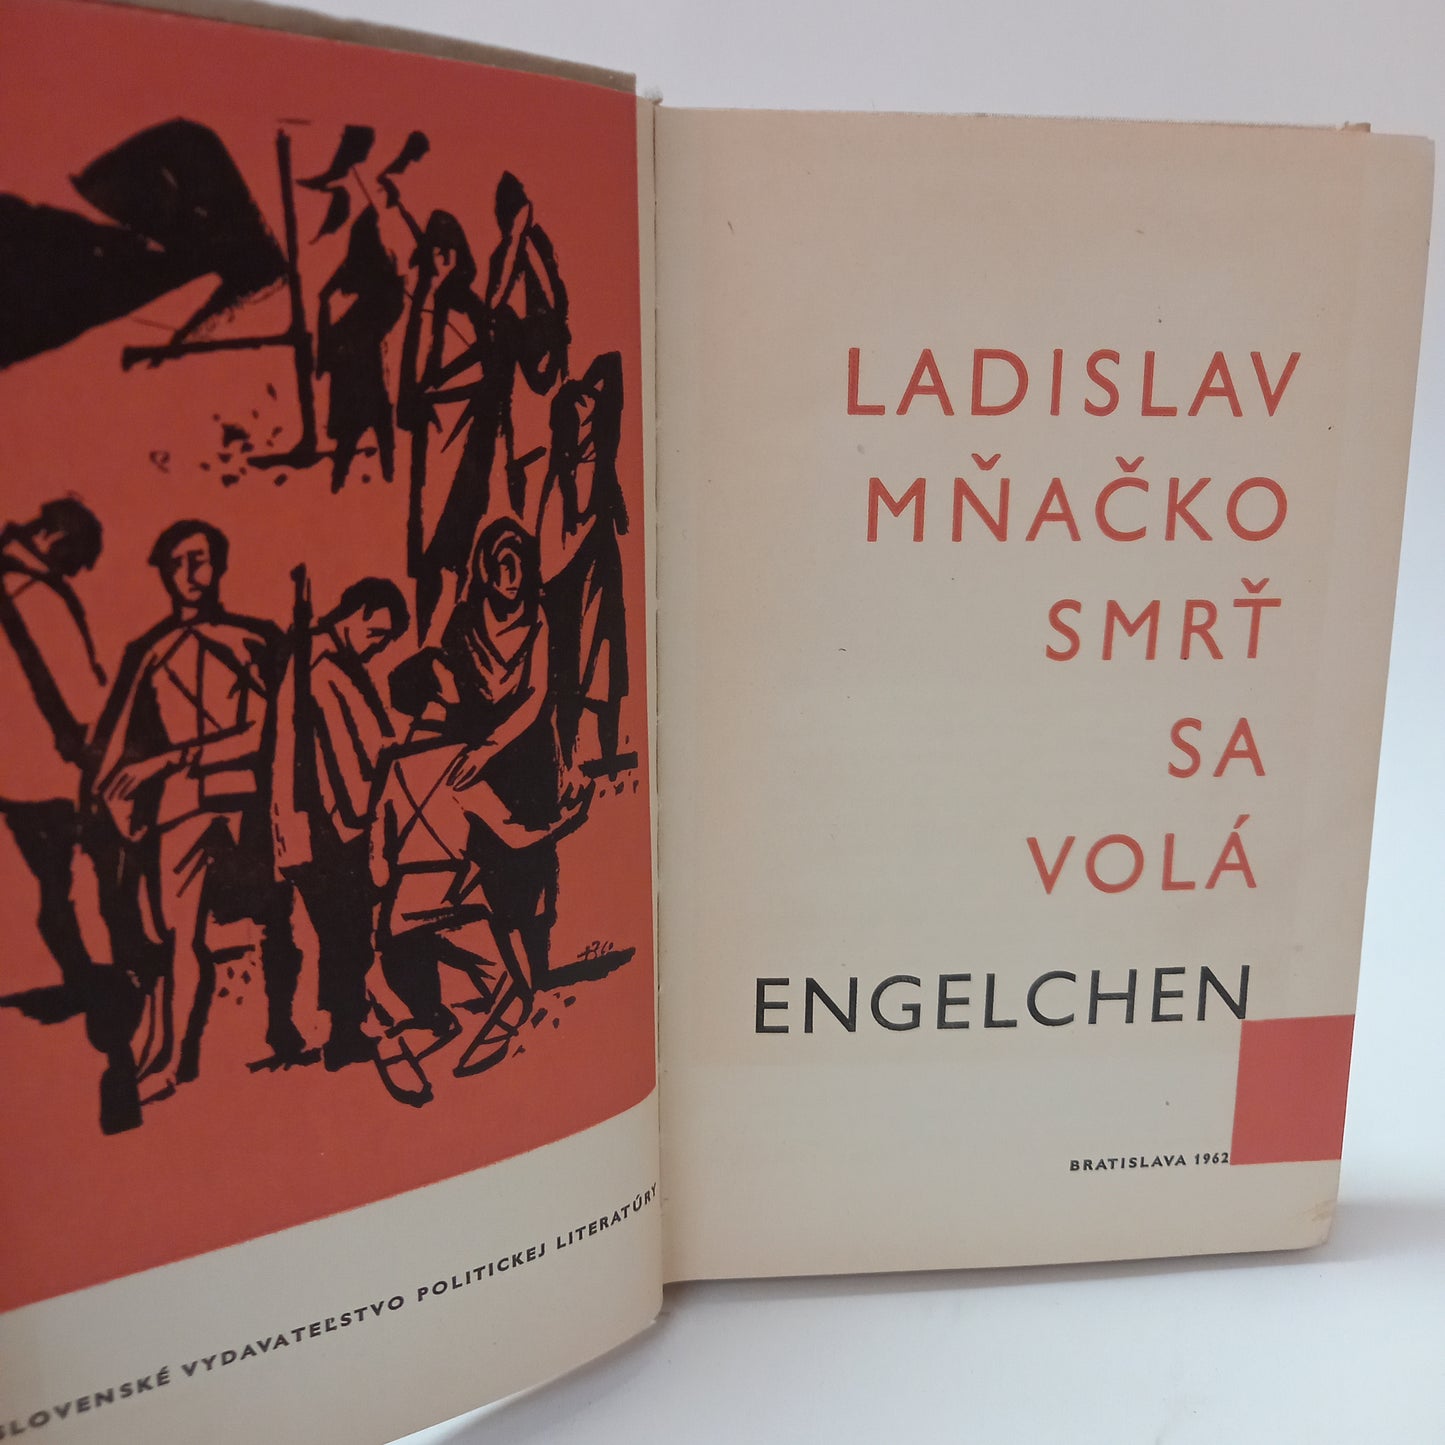 SLOVENSKÉ VYDAVATEĽSTVO POLITICKEJ LITERATÚRY
LADISLAV
MŇAČKO
SMRŤ
SA
VOLÁ
ENGELCHEN
BRATISLAVA 1962